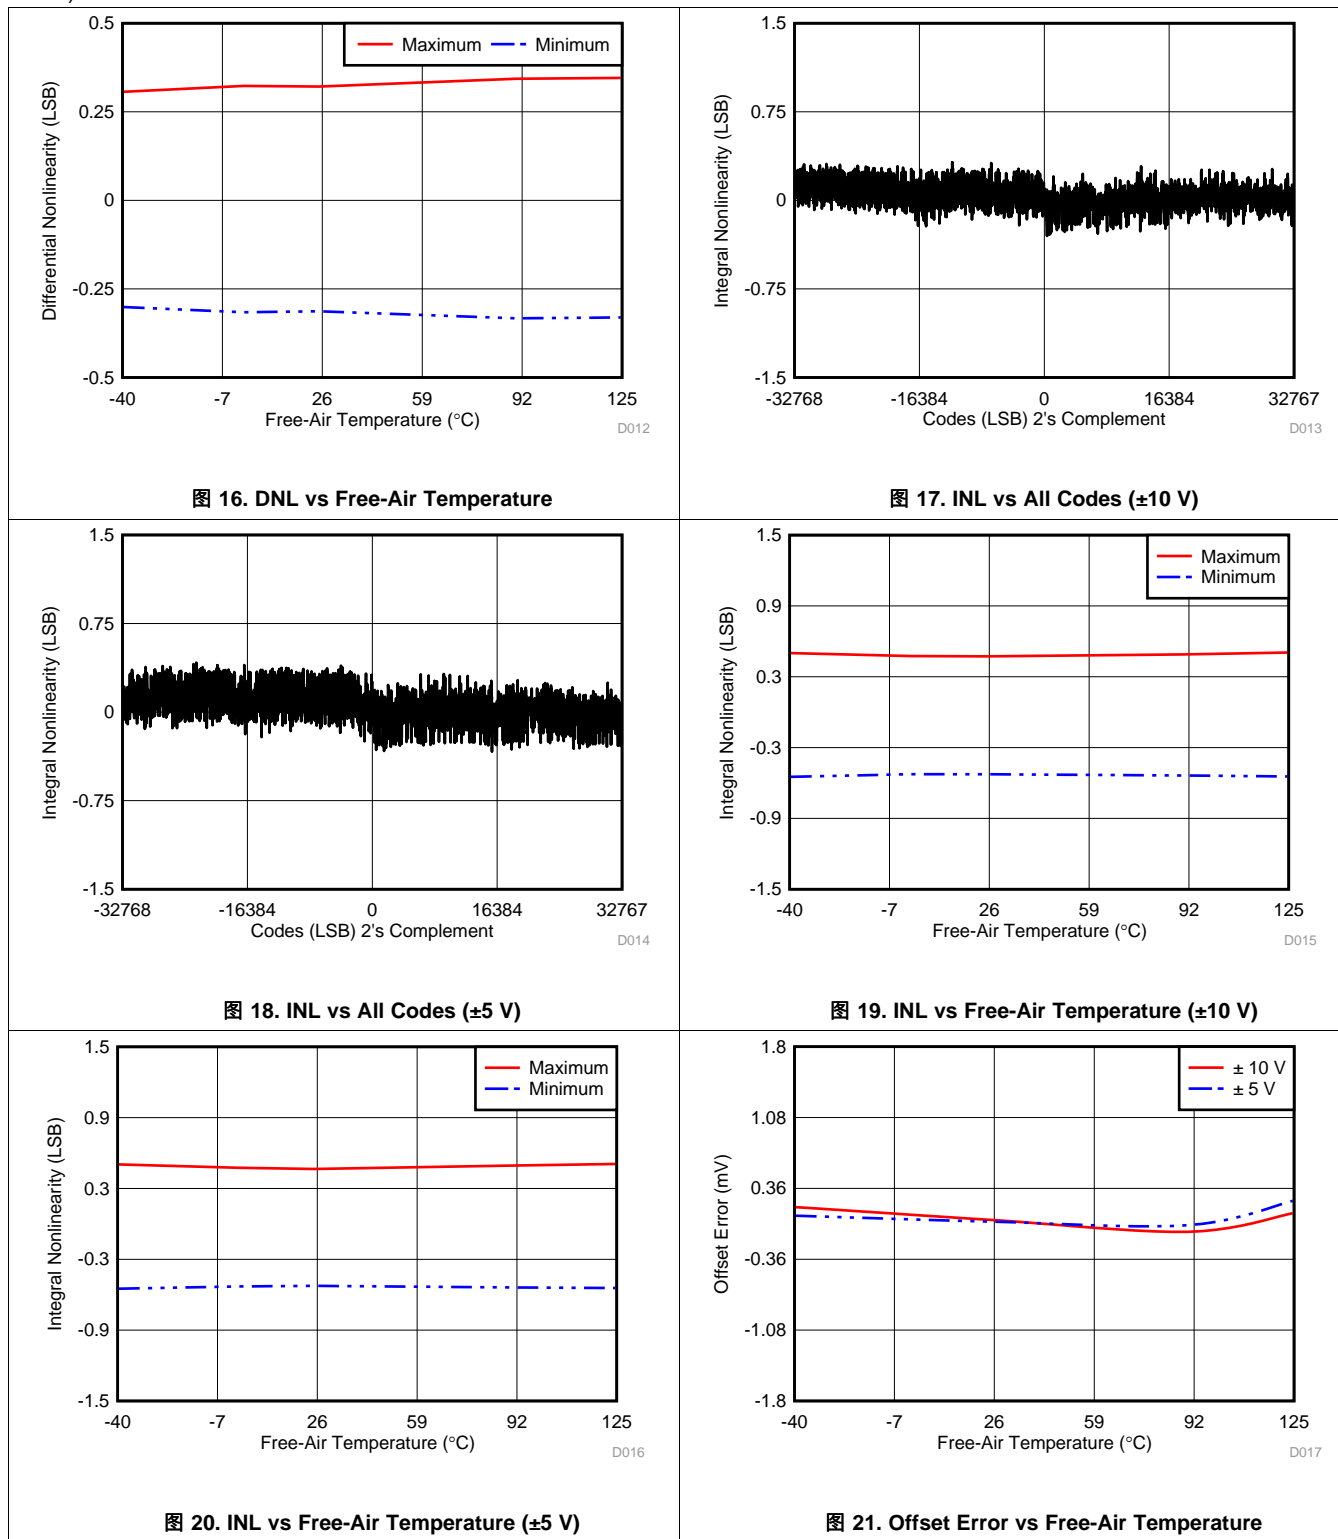 0.5
Maximum
Minimum
0.25
0
-0.25
-0.5
Differential Nonlinearity (LSB)
-40 -7 26 59 92 125
Free-Air Temperature (°C)
D012
图 16. DNL vs Free-Air Temperature
1.5
0.75
0
-0.75
-1.5
Integral Nonlinearity (LSB)
-32768 -16384 0 16384 32767
Codes (LSB) 2's Complement
D013
图 17. INL vs All Codes (±10 V)
1.5
0.75
0
-0.75
-1.5
Integral Nonlinearity (LSB)
-32768 -16384 0 16384 32767
Codes (LSB) 2's Complement
D014
图 18. INL vs All Codes (±5 V)
1.5
Maximum
Minimum
0.9
0.3
-0.3
-0.9
-1.5
Integral Nonlinearity (LSB)
-40 -7 26 59 92 125
Free-Air Temperature (°C)
D015
图 19. INL vs Free-Air Temperature (±10 V)
1.5
Maximum
Minimum
0.9
0.3
-0.3
-0.9
-1.5
Integral Nonlinearity (LSB)
-40 -7 26 59 92 125
Free-Air Temperature (°C)
D016
图 20. INL vs Free-Air Temperature (±5 V)
1.8
± 10 V
± 5 V
1.08
0.36
-0.36
-1.08
-1.8
Offset Error (mV)
-40 -7 26 59 92 125
Free-Air Temperature (°C)
D017
图 21. Offset Error vs Free-Air Temperature